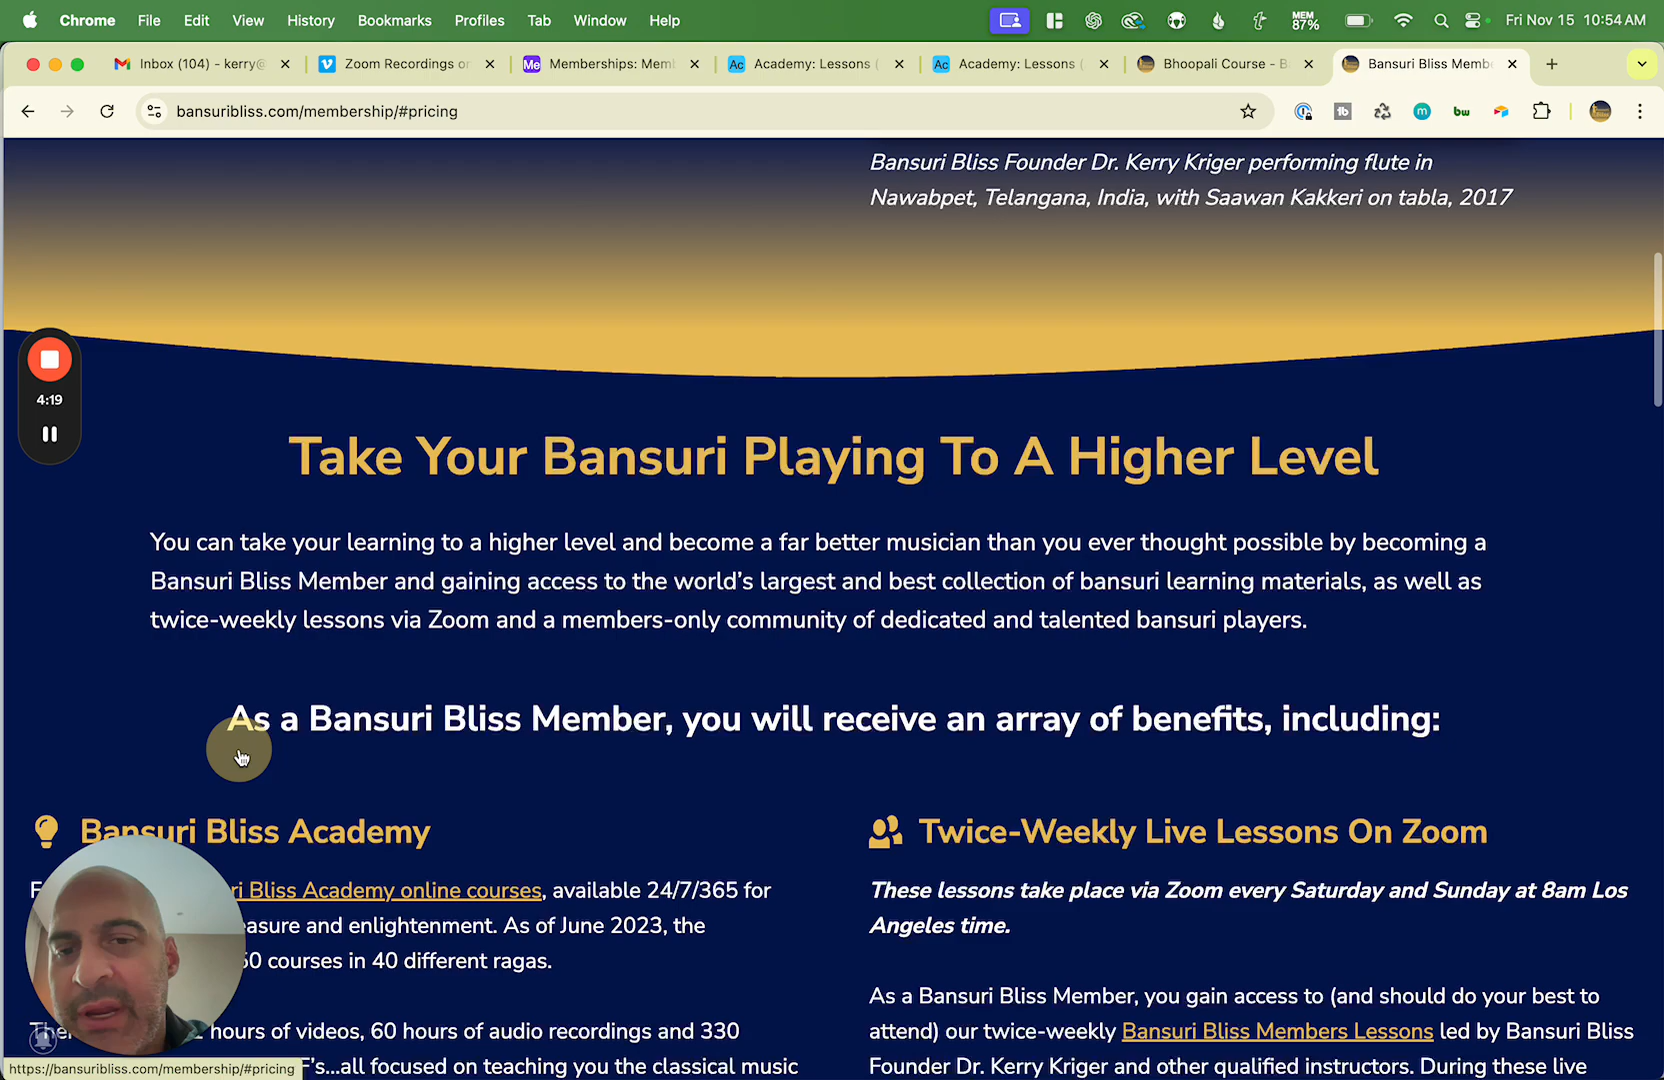 Chrome File Edit View History Bookmarks Profiles Tab Window Help MEM 87% Fri Nov 15 10:54 AM
Inbox (104) - kerry@ Zoom Recordings Me Memberships: Mem Ac Academy: Lessons ( Ac Academy: Lessons ( Bhoopali Course - B Bansuri Bliss Memb
bansuribliss.com/membership/#pricing tb m bw
Bansuri Bliss Founder Dr. Kerry Kriger performing flute in
Nawabpet, Telangana, India, with Saawan Kakkeri on tabla, 2017
4:19
Take Your Bansuri Playing To A Higher Level
You can take your learning to a higher level and become a far better musician than you ever thought possible by becoming a
Bansuri Bliss Member and gaining access to the world's largest and best collection of bansuri learning materials, as well as
twice-weekly lessons via Zoom and a members-only community of dedicated and talented bansuri players.
As a Bansuri Bliss Member, you will receive an array of benefits, including:
Bansuri Bliss Academy
ri Bliss Academy online courses, available 24/7/365 for
easure and enlightenment. As of June 2023, the
50 courses in 40 different ragas.
hours of videos, 60 hours of audio recordings and 330
F's...all focused on teaching you the classical music
Twice-Weekly Live Lessons On Zoom
These lessons take place via Zoom every Saturday and Sunday at 8am Los
Angeles time.
As a Bansuri Bliss Member, you gain access to (and should do your best to
attend) our twice-weekly Bansuri Bliss Members Lessons led by Bansuri Bliss
Founder Dr. Kerry Kriger and other qualified instructors. During these live
https://bansuribliss.com/membership/#pricing